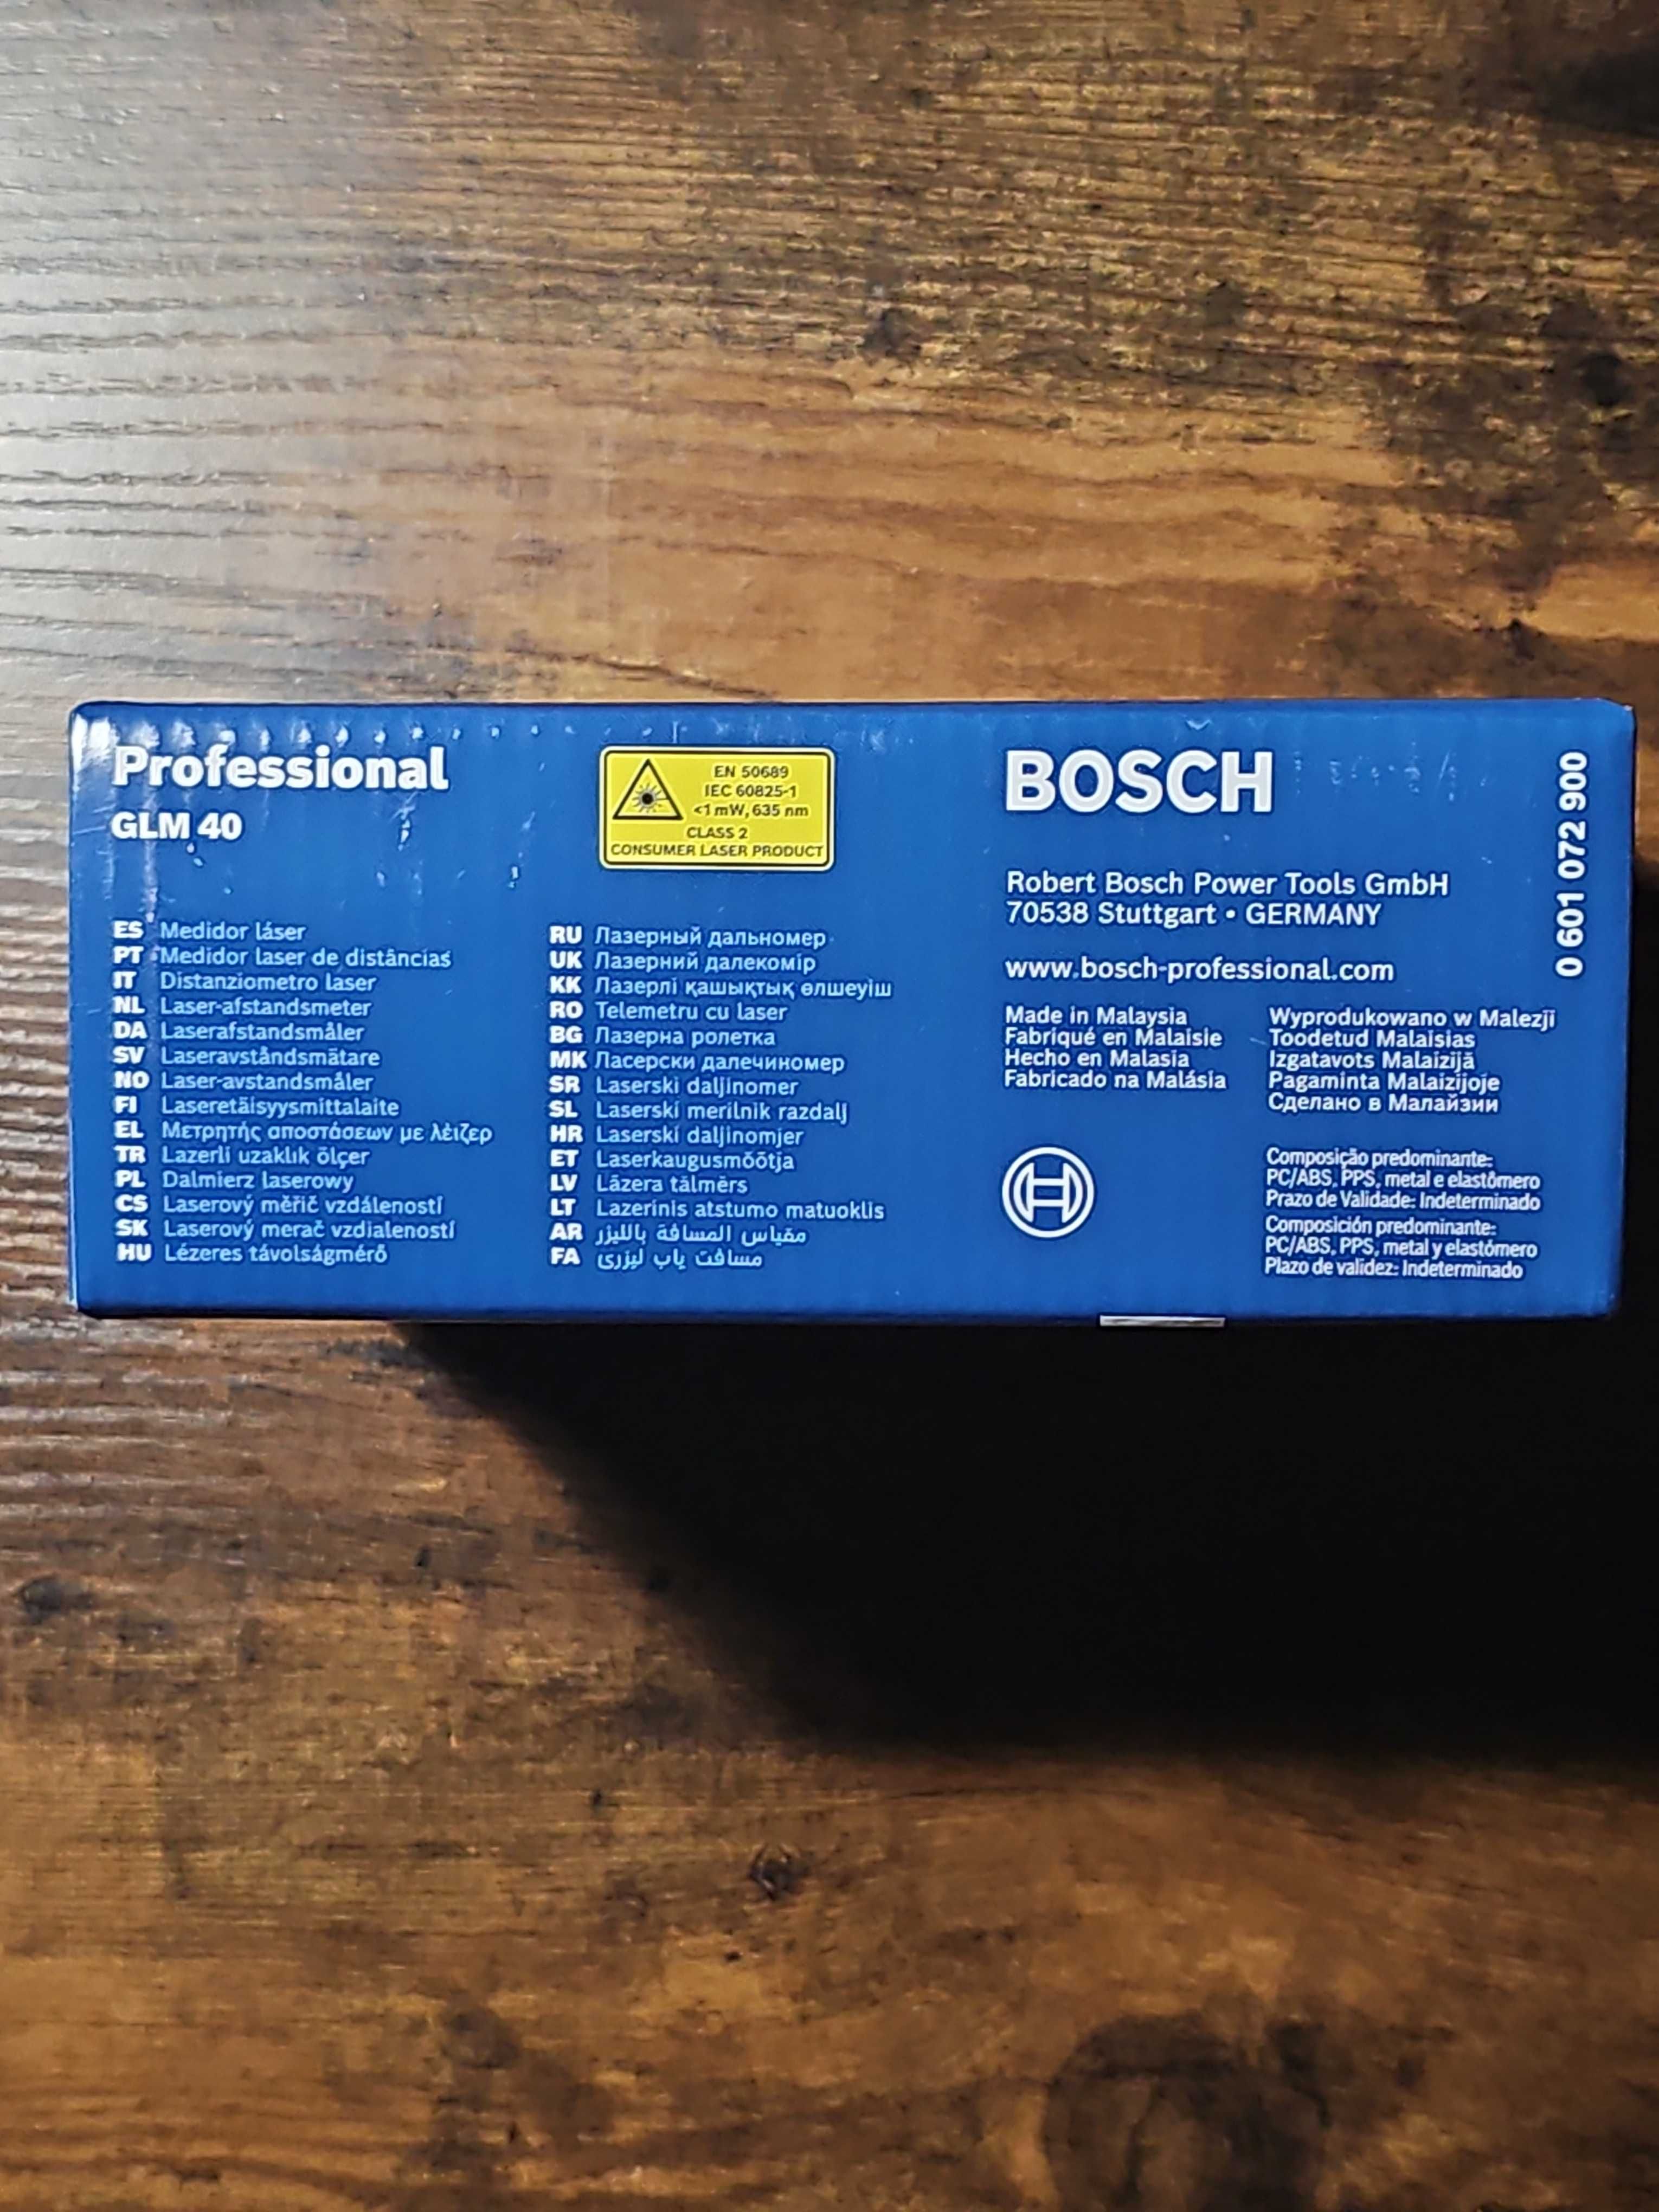 Professional
GLM 40
EN 50689
IEC 60825-1
<1 mW, 635 nm
CLASS 2
CONSUMER LASER PRODUCT
ES Medidor láser
PT Medidor laser de distâncias
IT Distanziometro laser
NL Laser-afstandsmeter
DA Laserafstandsmåler
SV Laseravståndsmätare
NO Laser-avstandsmåler
FI Laseretäisyysmittalaite
EL Μετρητής αποστάσεων με λέιζερ
TR Lazerli uzaklık ölçer
PL Dalmierz laserowy
CS Laserový měřič vzdáleností
SK Laserový merač vzdialeností
HU Lézeres távolságmérő
RU Лазерный дальномер
UK Лазерний далекомір
KK Лазерлі қашықтық өлшеуіш
RO Telemetru cu laser
BG Лазерна ролетка
MK Ласерски далечиномер
SR Laserski daljinomer
SL Laserski merilnik razdalj
HR Laserski daljinomjer
ET Laserkaugusmõõtja
LV Lāzera tālmērs
LT Lazerinis atstumo matuoklis
AR مقياس المسافة بالليزر
FA مسافت یاب لیزری
BOSCH
Robert Bosch Power Tools GmbH
70538 Stuttgart • GERMANY
www.bosch-professional.com
Made in Malaysia
Fabriqué en Malaisie
Hecho en Malasia
Fabricado na Malásia
Wyprodukowano w Malezji
Toodetud Malaisias
Izgatavots Malaizijā
Pagaminta Malaizijoje
Сделано в Малайзии
Composição predominante:
PC/ABS, PPS, metal e elastômero
Prazo de Validade: Indeterminado
Composición predominante:
PC/ABS, PPS, metal y elastómero
Plazo de validez: Indeterminado
0 601 072 900